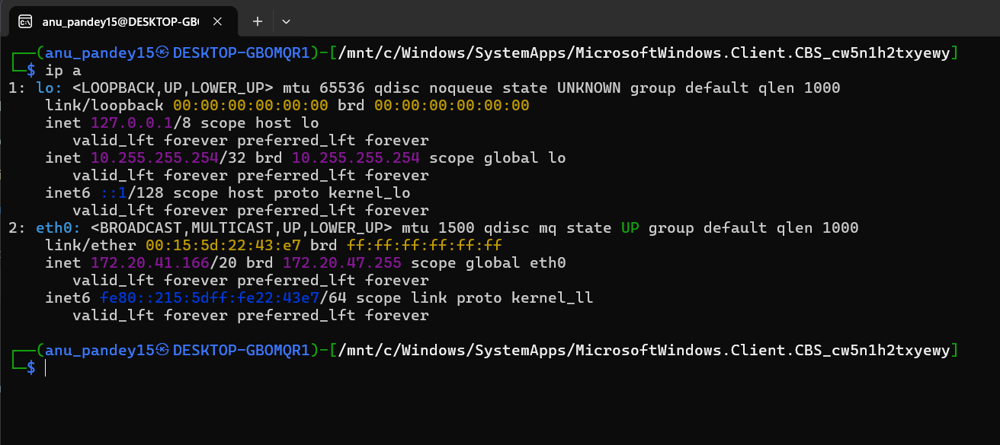 anu_pandey15@DESKTOP-GBO
┌──(anu_pandey15㉿DESKTOP-GBOMQR1)-[/mnt/c/Windows/SystemApps/MicrosoftWindows.Client.CBS_cw5n1h2txyewy]
└─$ ip a
1: lo: <LOOPBACK,UP,LOWER_UP> mtu 65536 qdisc noqueue state UNKNOWN group default qlen 1000
link/loopback 00:00:00:00:00:00 brd 00:00:00:00:00:00
inet 127.0.0.1/8 scope host lo
valid_lft forever preferred_lft forever
inet 10.255.255.254/32 brd 10.255.255.254 scope global lo
valid_lft forever preferred_lft forever
inet6 ::1/128 scope host proto kernel_lo
valid_lft forever preferred_lft forever
2: eth0: <BROADCAST,MULTICAST,UP,LOWER_UP> mtu 1500 qdisc mq state UP group default qlen 1000
link/ether 00:15:5d:22:43:e7 brd ff:ff:ff:ff:ff:ff
inet 172.20.41.166/20 brd 172.20.47.255 scope global eth0
valid_lft forever preferred_lft forever
inet6 fe80::215:5dff:fe22:43e7/64 scope link proto kernel_ll
valid_lft forever preferred_lft forever
┌──(anu_pandey15㉿DESKTOP-GBOMQR1)-[/mnt/c/Windows/SystemApps/MicrosoftWindows.Client.CBS_cw5n1h2txyewy]
└─$